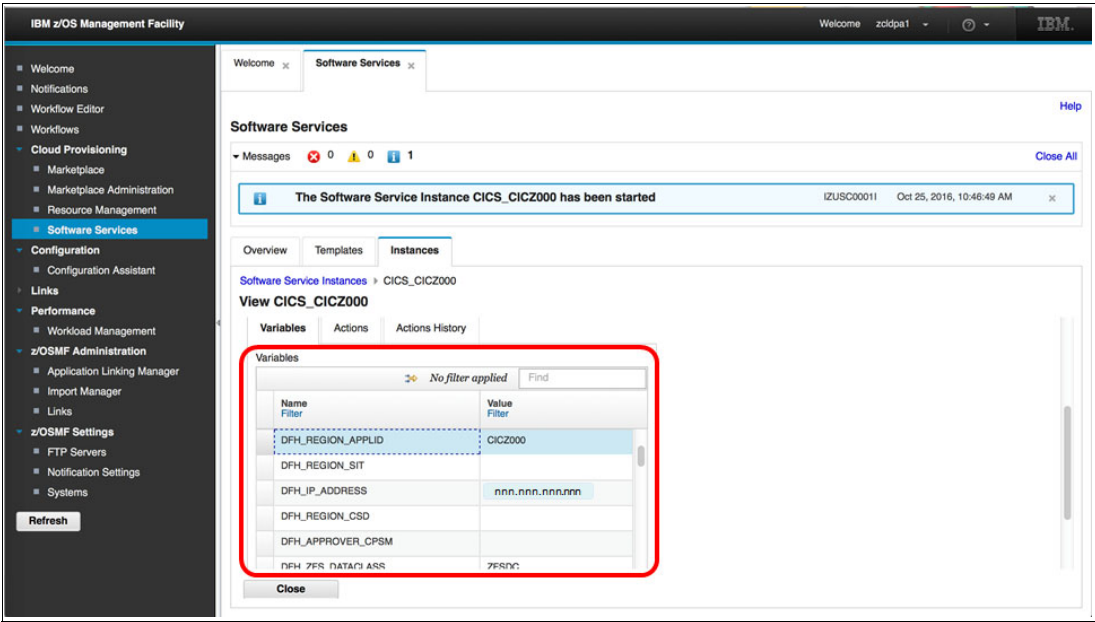 IBM z/OS Management Facility
Welcome zcldpa1
IBM.
Welcome
Notifications
Workflow Editor
Workflows
Cloud Provisioning
Marketplace
Marketplace Administration
Resource Management
Software Services
Configuration
Configuration Assistant
Links
Performance
Workload Management
z/OSMF Administration
Application Linking Manager
Import Manager
Links
z/OSMF Settings
FTP Servers
Notification Settings
Systems
Refresh
Welcome Software Services
Help
Software Services
Messages 0 0 1 Close All
The Software Service Instance CICS_CICZ000 has been started IZUSC0001I Oct 25, 2016, 10:46:49 AM
Overview Templates Instances
Software Service Instances CICS_CICZ000
View CICS_CICZ000
Variables Actions Actions History
Variables
No filter applied Find
Name Value
Filter Filter
DFH_REGION_APPLID CICZ000
DFH_REGION_SIT
DFH_IP_ADDRESS nnn.nnn.nnn.nnn
DFH_REGION_CSD
DFH_APPROVER_CPSM
DFH_ZFS_DATACLASS ZFSDC
Close